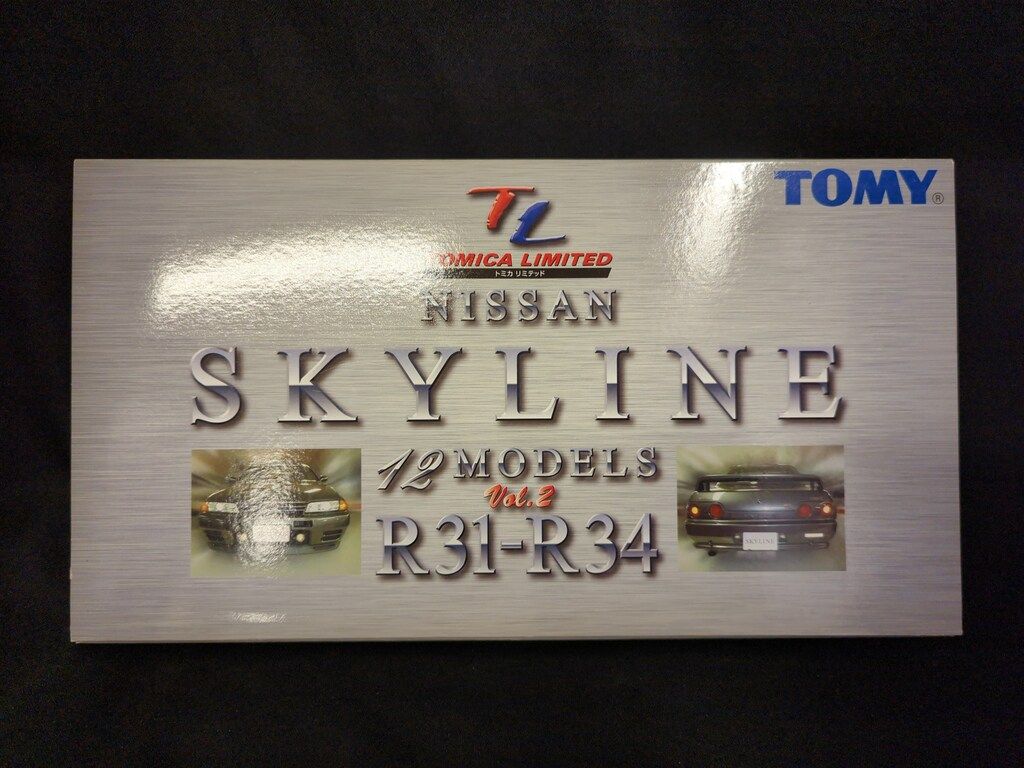 TOMY®
TL
TOMICA LIMITED
トミカ リミテッド
NISSAN
SKYLINE
12 MODELS
Vol.2
R31-R34
SKYLINE